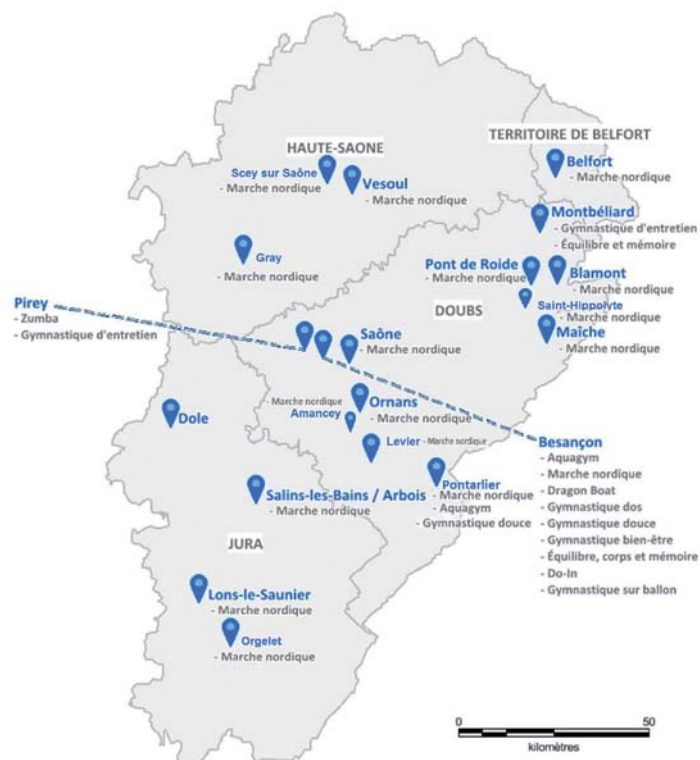 TERRITOIRE DE BELFORT
Belfort
- Marche nordique
HAUTE-SAONE
Scey sur Saône
- Marche nordique
Vesoul
- Marche nordique
Montbéliard
- Gymnastique d'entretien
- Équilibre et mémoire
Gray
- Marche nordique
Pont de Roide
- Marche nordique
Blamont
- Marche nordique
DOUBS
Saint-Hippolyte
- Marche nordique
Maîche
- Marche nordique
Pirey
- Zumba
- Gymnastique d'entretien
Saône
- Marche nordique
Ornans
- Marche nordique
- Marche nordique
Amancey
Dole
Levier - Marche nordique
Besançon
- Aquagym
- Marche nordique
- Dragon Boat
- Gymnastique dos
- Gymnastique douce
- Gymnastique bien-être
- Équilibre, corps et mémoire
- Do-In
- Gymnastique sur ballon
Pontarlier
- Marche nordique
- Aquagym
- Gymnastique douce
Salins-les-Bains / Arbois
- Marche nordique
JURA
Lons-le-Saunier
- Marche nordique
Orgelet
- Marche nordique
0 50
kilomètres